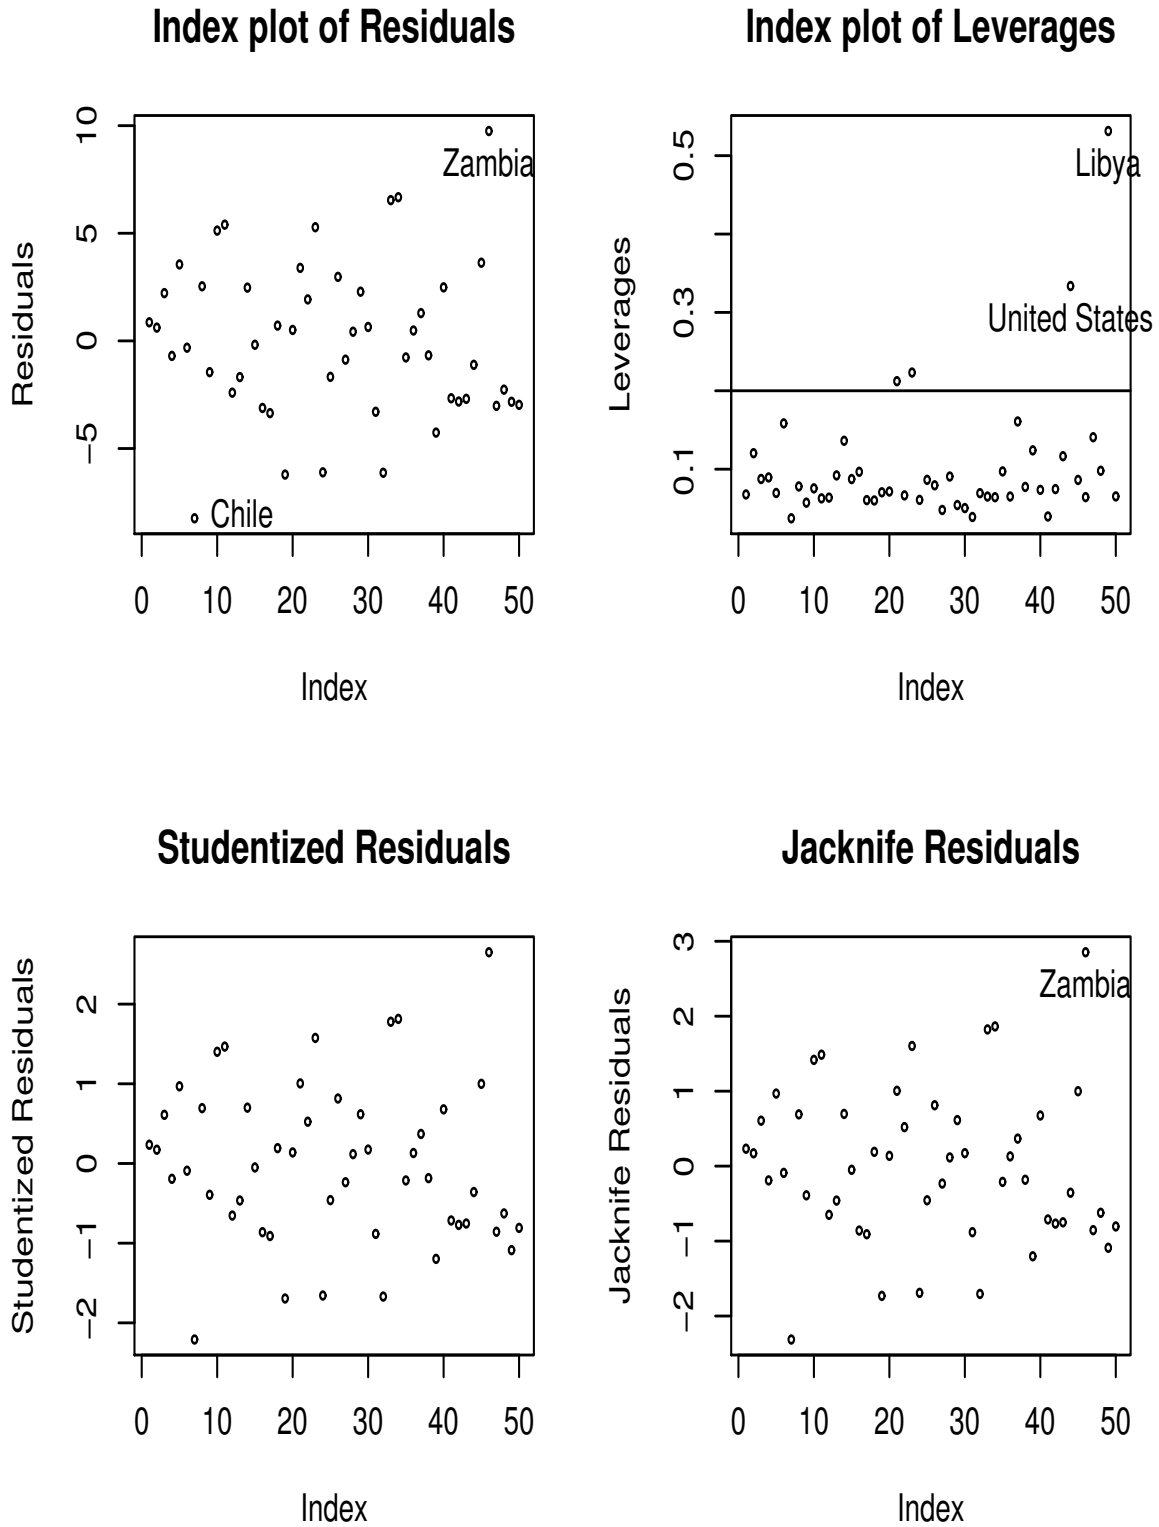 Index plot of Residuals
Residuals
10
5
0
−5
Zambia
Chile
0 10 20 30 40 50
Index
Index plot of Leverages
Leverages
0.5
0.3
0.1
Libya
United States
0 10 20 30 40 50
Index
Studentized Residuals
Studentized Residuals
2
1
0
−1
−2
0 10 20 30 40 50
Index
Jacknife Residuals
Jacknife Residuals
3
2
1
0
−1
−2
Zambia
0 10 20 30 40 50
Index